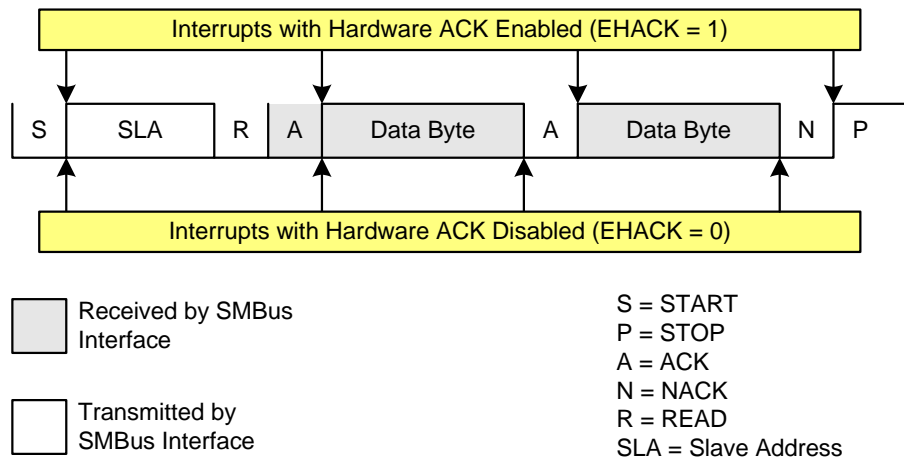 Interrupts with Hardware ACK Enabled (EHACK = 1)
S SLA R A Data Byte A Data Byte N P
Interrupts with Hardware ACK Disabled (EHACK = 0)
Received by SMBus
Interface
Transmitted by
SMBus Interface
S = START
P = STOP
A = ACK
N = NACK
R = READ
SLA = Slave Address